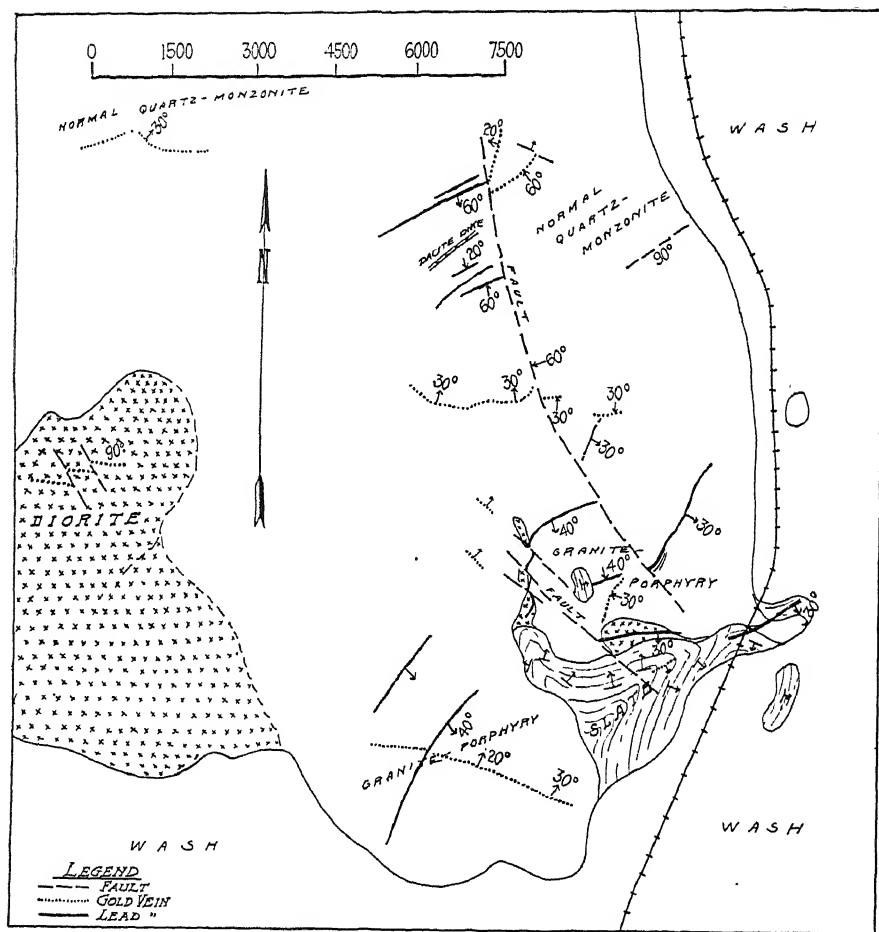 0 1500 3000 4500 6000 7500
NORMAL QUARTZ-MONZONITE
30°
WASH
20°
60°
60°
NORMAL
QUARTZ-
MONZONITE
DACITE DIKE
20°
60°
FAULT
90°
N
60°
30°
30°
30°
30°
30°
90°
DIORITE
40°
30°
GRANITE
PORPHYRY
40°
30°
FAULT
30°
20°
SLATE
40°
GRANITE PORPHYRY
20°
30°
WASH
WASH
LEGEND
FAULT
GOLD VEIN
LEAD "